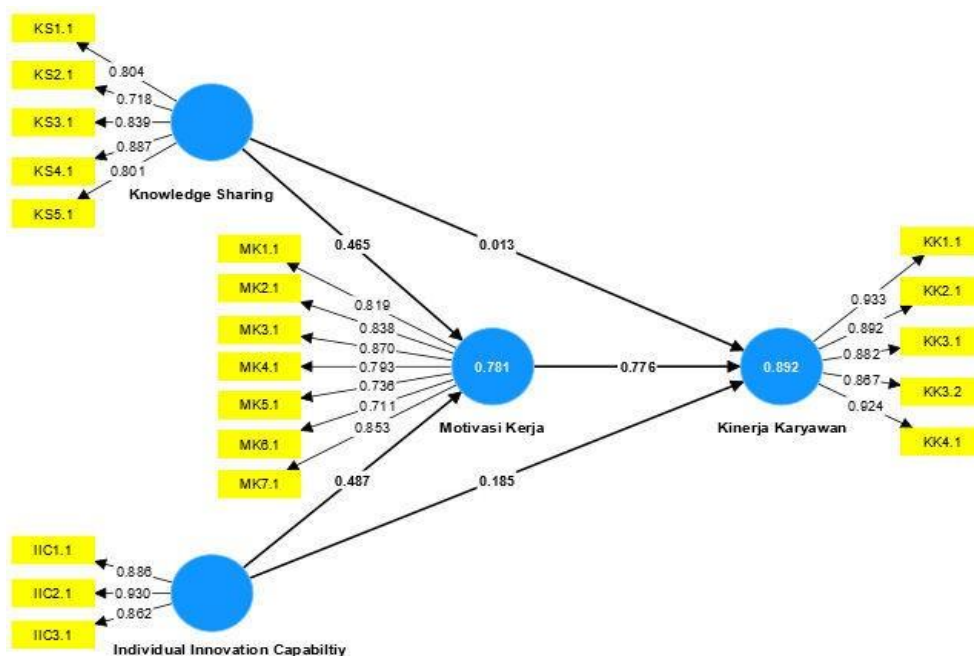 KS1.1
KS2.1
KS3.1
KS4.1
KS5.1
0.804
0.718
0.839
0.887
0.801
Knowledge Sharing
0.465
0.013
MK1.1
MK2.1
MK3.1
MK4.1
MK5.1
MK6.1
MK7.1
0.819
0.838
0.870
0.793
0.736
0.711
0.853
0.781
Motivasi Kerja
0.776
0.892
Kinerja Karyawan
KK1.1
KK2.1
KK3.1
KK3.2
KK4.1
0.933
0.892
0.882
0.867
0.924
0.487
0.185
IIC1.1
IIC2.1
IIC3.1
0.886
0.930
0.862
Individual Innovation Capabiltiy